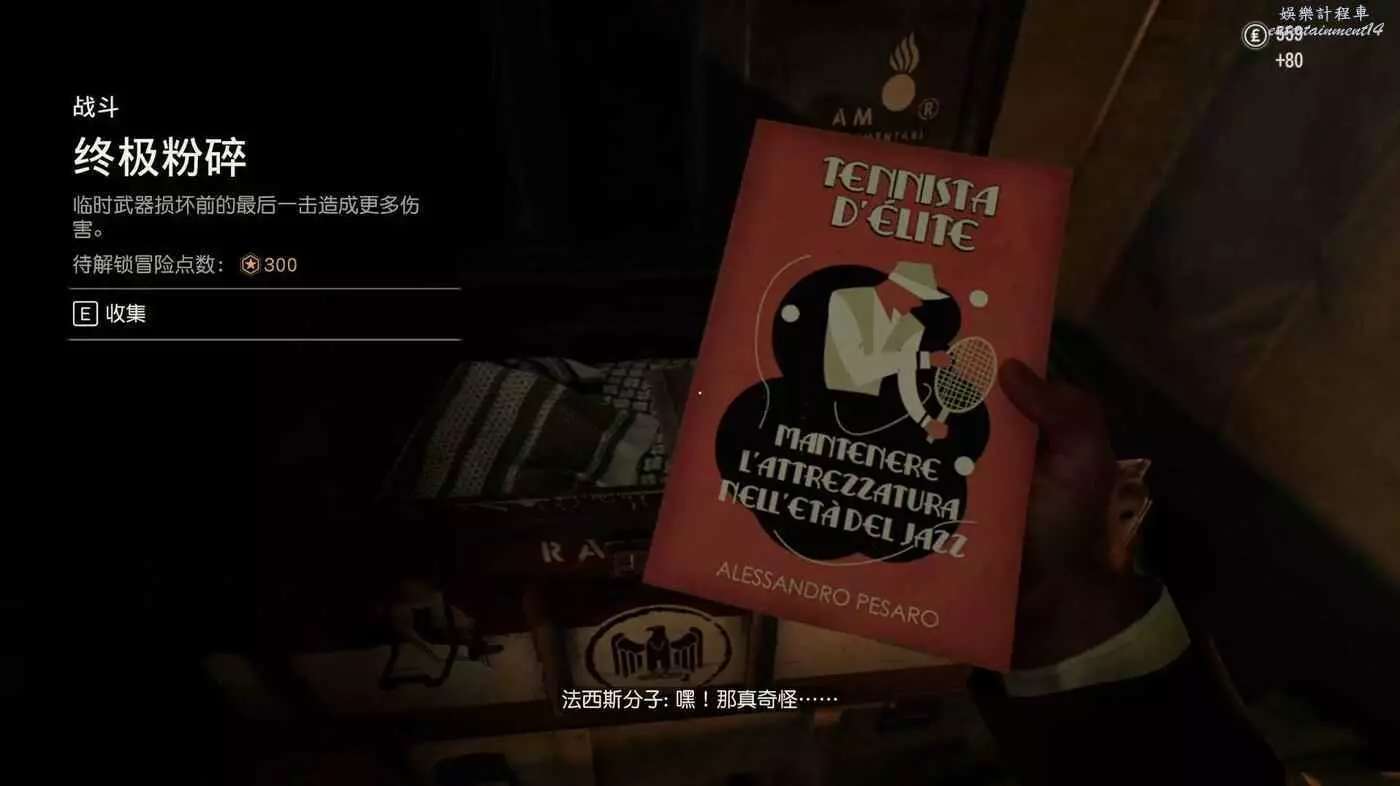 娛樂計程車
entertainment14
559
+80
战斗
终极粉碎
临时武器损坏前的最后一击造成更多伤
害。
待解锁冒险点数： 300
E 收集
AM
TENNISTA
D'ÉLITE
MANTENERE
L'ATTREZZATURA
NELL'ETÀ DEL JAZZ
ALESSANDRO PESARO
法西斯分子: 嘿！那真奇怪……